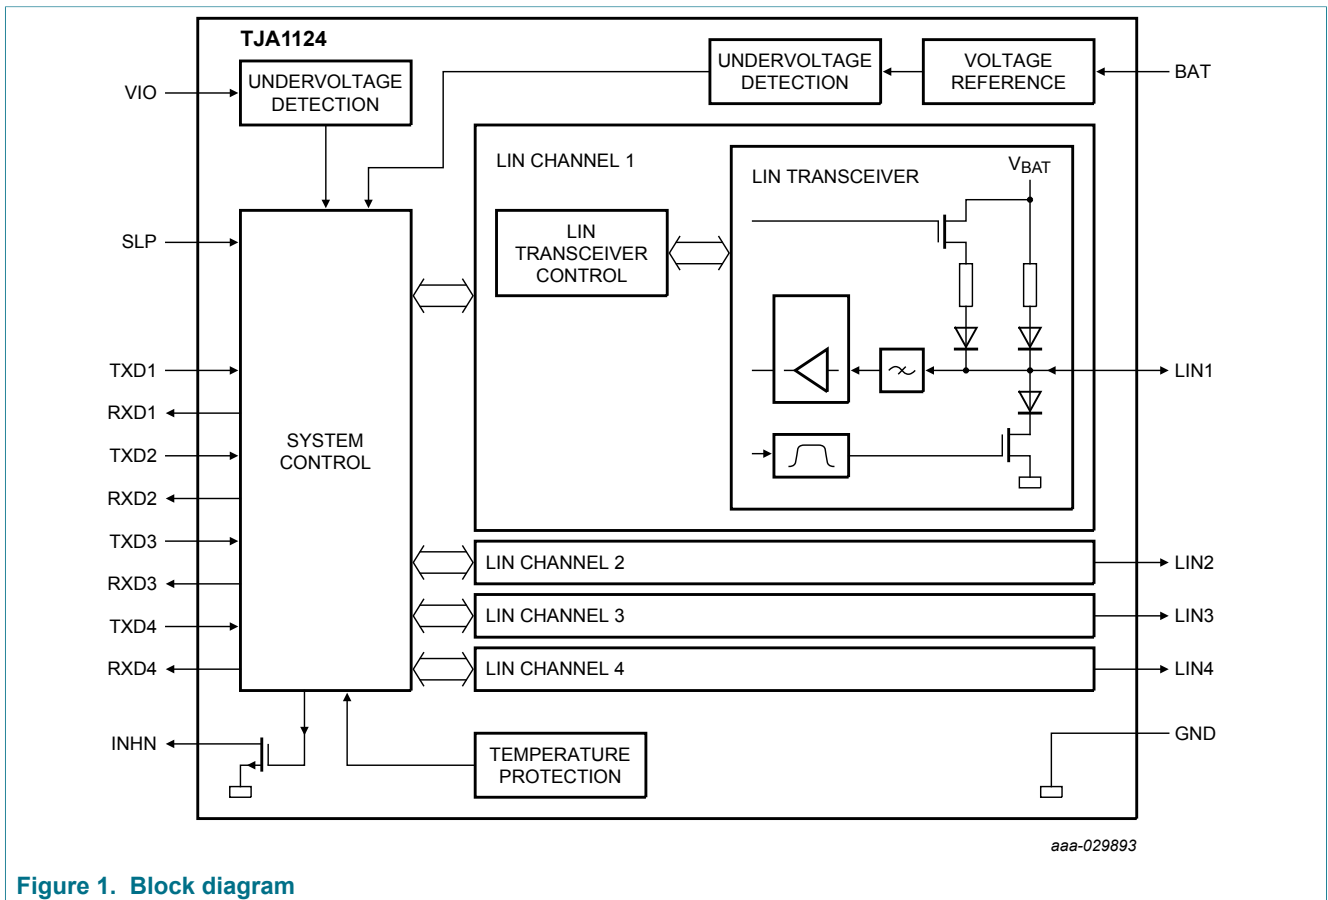 TJA1124
UNDERVOLTAGE
DETECTION
VOLTAGE
REFERENCE
BAT
VIO
UNDERVOLTAGE
DETECTION
LIN CHANNEL 1
LIN TRANSCEIVER
VBAT
SLP
LIN
TRANSCEIVER
CONTROL
TXD1
RXD1
TXD2
RXD2
TXD3
RXD3
TXD4
RXD4
SYSTEM
CONTROL
LIN1
LIN CHANNEL 2
LIN2
LIN CHANNEL 3
LIN3
LIN CHANNEL 4
LIN4
INHN
TEMPERATURE
PROTECTION
GND
aaa-029893
Figure 1. Block diagram